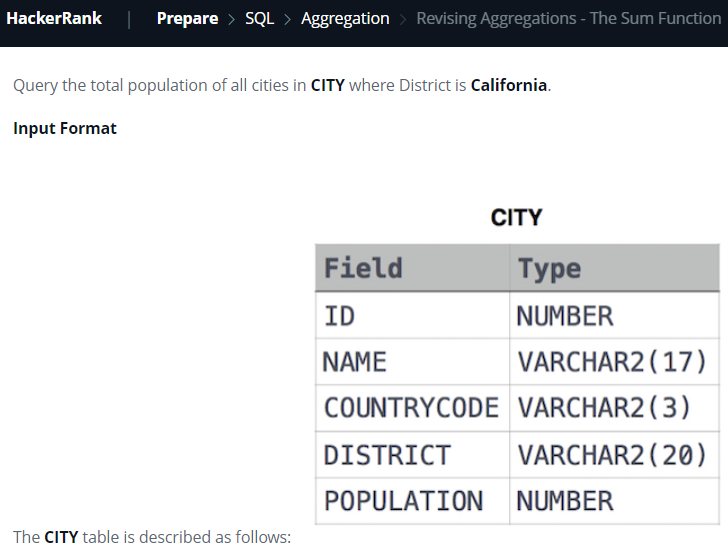 HackerRank | Prepare > SQL > Aggregation > Revising Aggregations - The Sum Function
Query the total population of all cities in CITY where District is California.
Input Format
CITY
Field Type
ID NUMBER
NAME VARCHAR2(17)
COUNTRYCODE VARCHAR2(3)
DISTRICT VARCHAR2(20)
POPULATION NUMBER
The CITY table is described as follows: